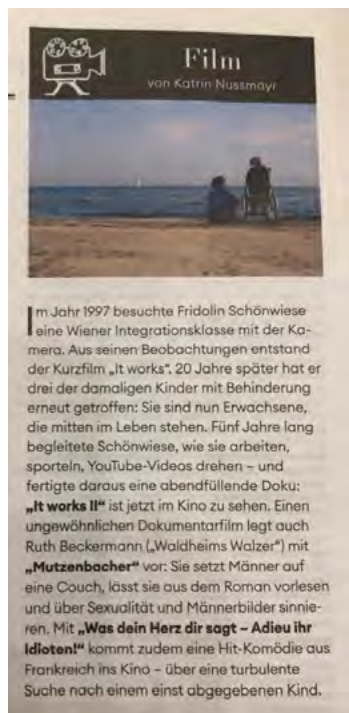 Film
von Katrin Nussmayr
Im Jahr 1997 besuchte Fridolin Schönwiese
eine Wiener Integrationsklasse mit der Ka-
mera. Aus seinen Beobachtungen entstand
der Kurzfilm „It works“. 20 Jahre später hat er
drei der damaligen Kinder mit Behinderung
erneut getroffen: Sie sind nun Erwachsene,
die mitten im Leben stehen. Fünf Jahre lang
begleitete Schönwiese, wie sie arbeiten,
sporteln, YouTube-Videos drehen – und
fertigte daraus eine abendfüllende Doku:
„It works II“ ist jetzt im Kino zu sehen. Einen
ungewöhnlichen Dokumentarfilm legt auch
Ruth Beckermann („Waldheims Walzer“) mit
„Mutzenbacher“ vor: Sie setzt Männer auf
eine Couch, lässt sie aus dem Roman vorlesen
und über Sexualität und Männerbilder sinnie-
ren. Mit „Was dein Herz dir sagt – Adieu ihr
Idioten!“ kommt zudem eine Hit-Komödie aus
Frankreich ins Kino – über eine turbulente
Suche nach einem einst abgegebenen Kind.